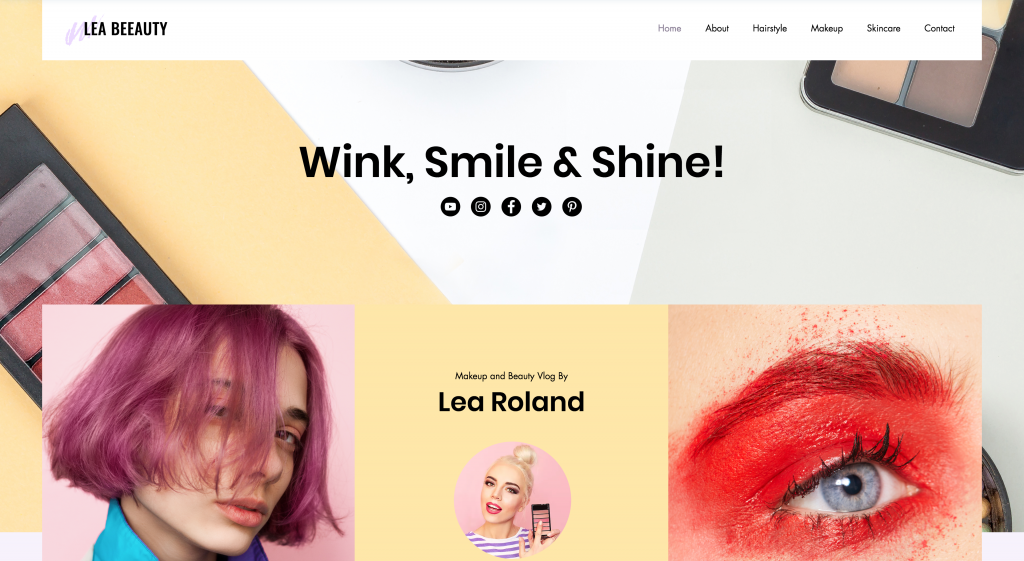 LEA BEEAUTY
Home About Hairstyle Makeup Skincare Contact
Wink, Smile & Shine!
Makeup and Beauty Vlog By
Lea Roland